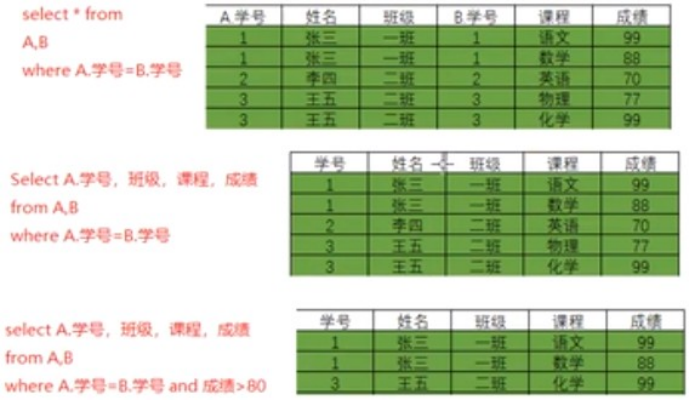 select * from
A,B
where A.学号=B.学号
A.学号 姓名 班级 B.学号 课程 成绩
1 张三 一班 1 语文 99
1 张三 一班 1 数学 88
2 李四 二班 2 英语 70
3 王五 二班 3 物理 77
3 王五 二班 3 化学 99
Select A.学号，班级，课程，成绩
from A,B
where A.学号=B.学号
学号 姓名 班级 课程 成绩
1 张三 一班 语文 99
1 张三 一班 数学 88
2 李四 二班 英语 70
3 王五 二班 物理 77
3 王五 二班 化学 99
select A.学号，班级，课程，成绩
from A,B
where A.学号=B.学号 and 成绩>80
学号 姓名 班级 课程 成绩
1 张三 一班 语文 99
1 张三 一班 数学 88
3 王五 二班 化学 99